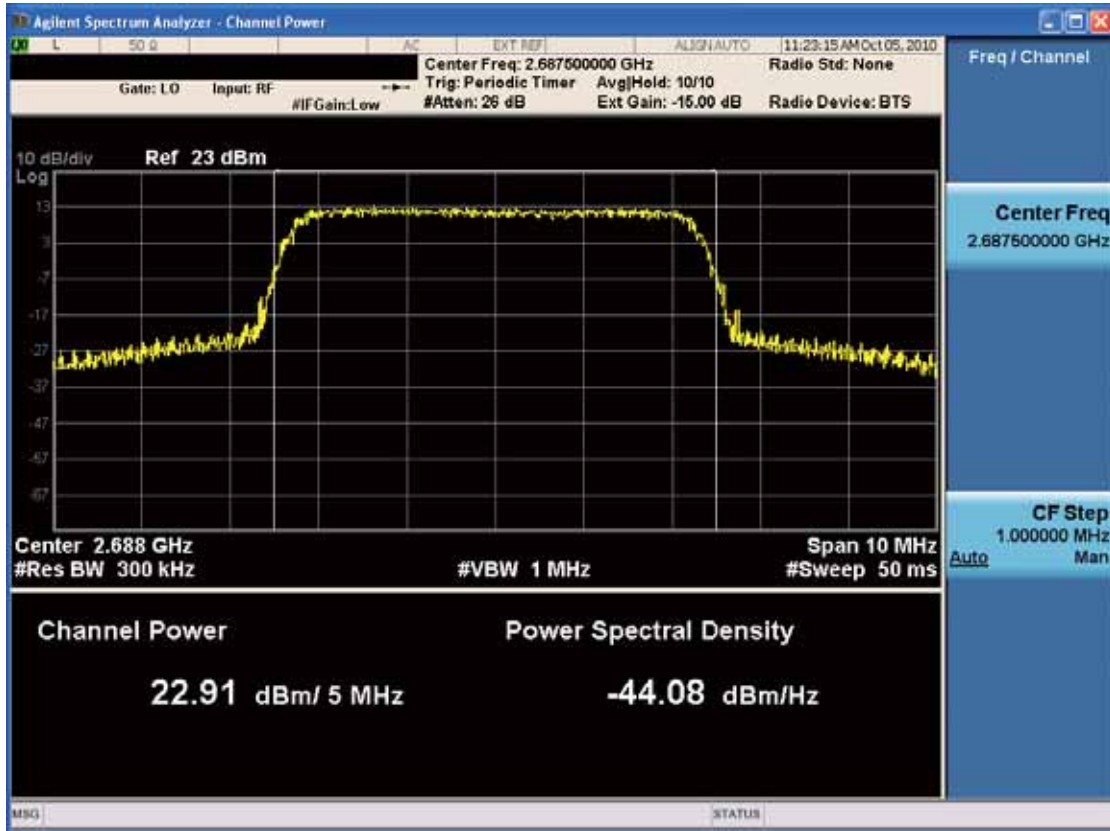 Agilent Spectrum Analyzer - Channel Power
L 50 Ω AC EXT REF ALIGN AUTO 11:23:15 AM Oct 05, 2010
Center Freq: 2.687500000 GHz Radio Std: None
Gate: LO Input: RF Trig: Periodic Timer Avg|Hold: 10/10
#IFGain:Low #Atten: 26 dB Ext Gain: -15.00 dB Radio Device: BTS
10 dB/div Ref 23 dBm
Log
13
3
-7
-17
-27
-37
-47
-57
-67
Center 2.688 GHz Span 10 MHz
#Res BW 300 kHz #VBW 1 MHz #Sweep 50 ms
Channel Power Power Spectral Density
22.91 dBm/ 5 MHz -44.08 dBm/Hz
MSG STATUS
Freq / Channel
Center Freq
2.687500000 GHz
CF Step
1.000000 MHz
Auto Man